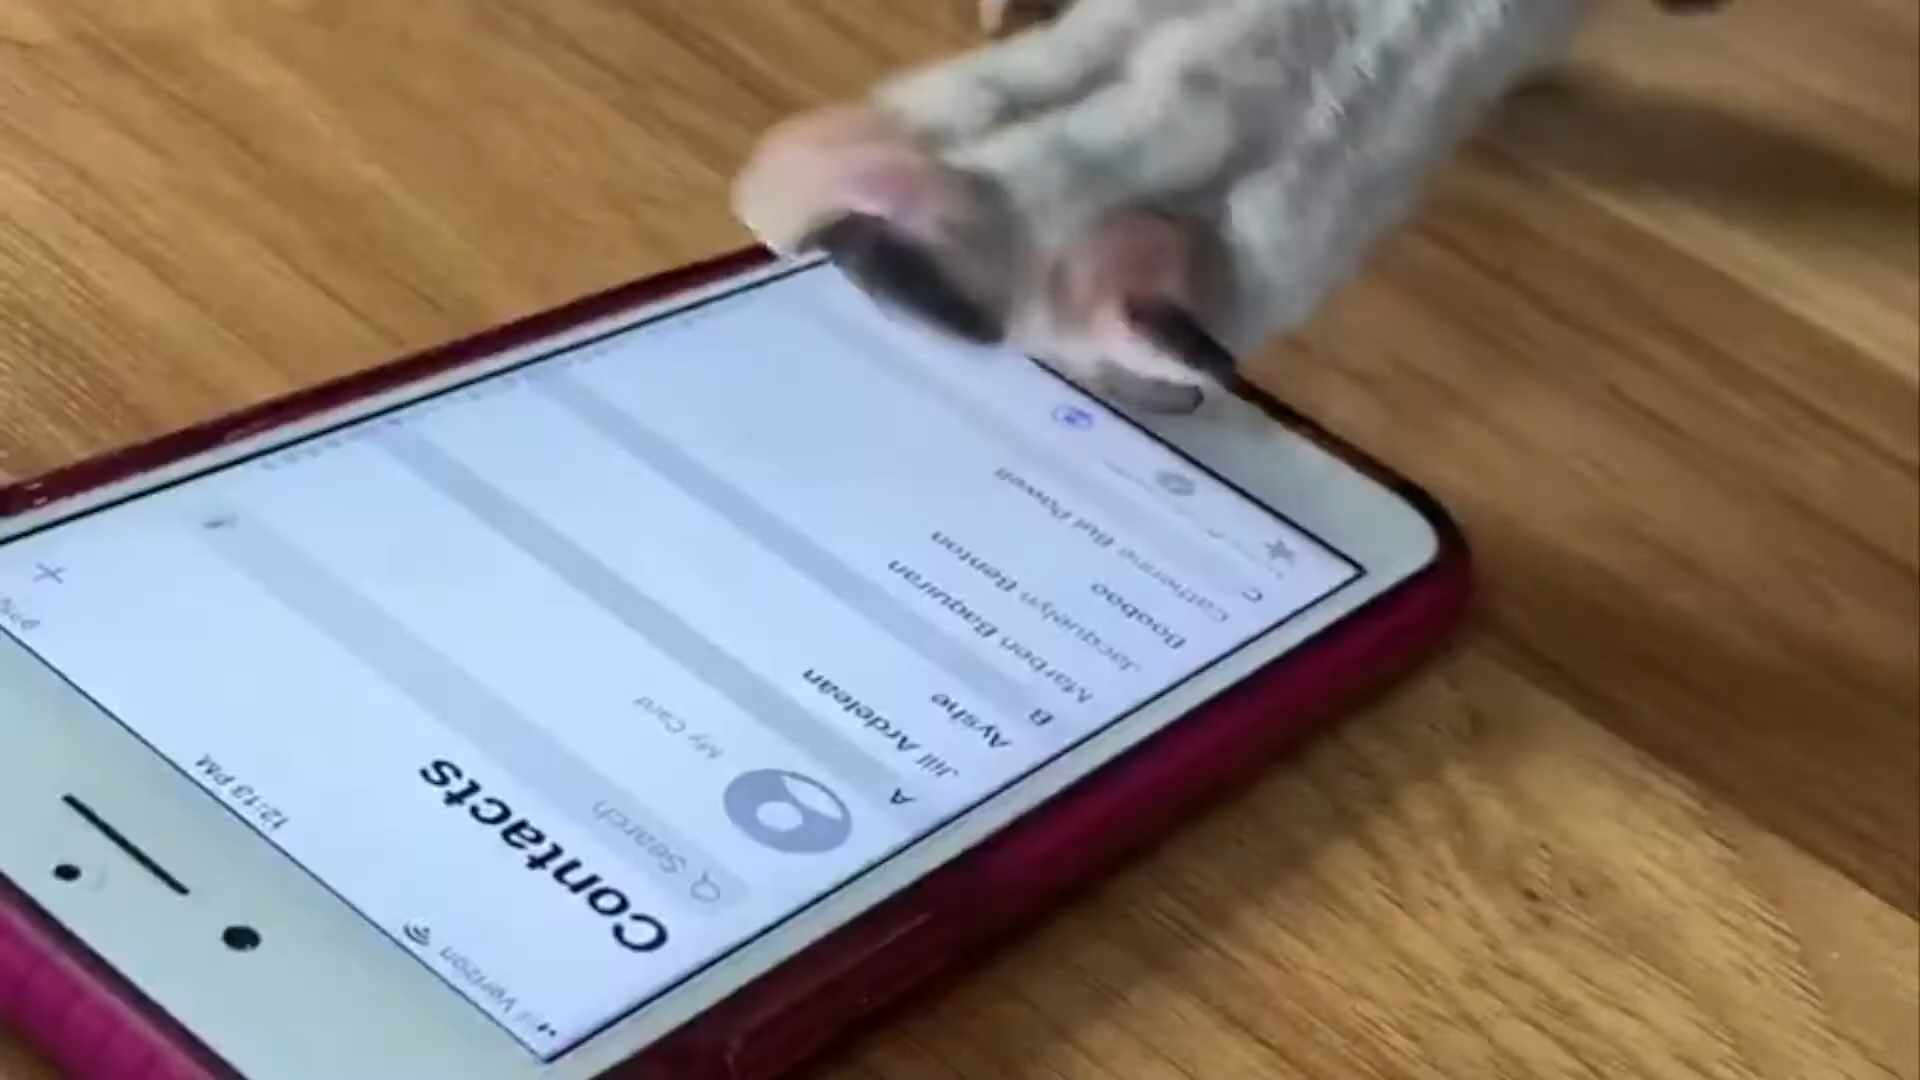 Verizon 12:13 PM
Contacts
Search
My Card
A
Jill Ardelean
Ayshe
B
Marben Baquiran
Jacquelyn Benton
Booboo
C
Catherine Bui Powell